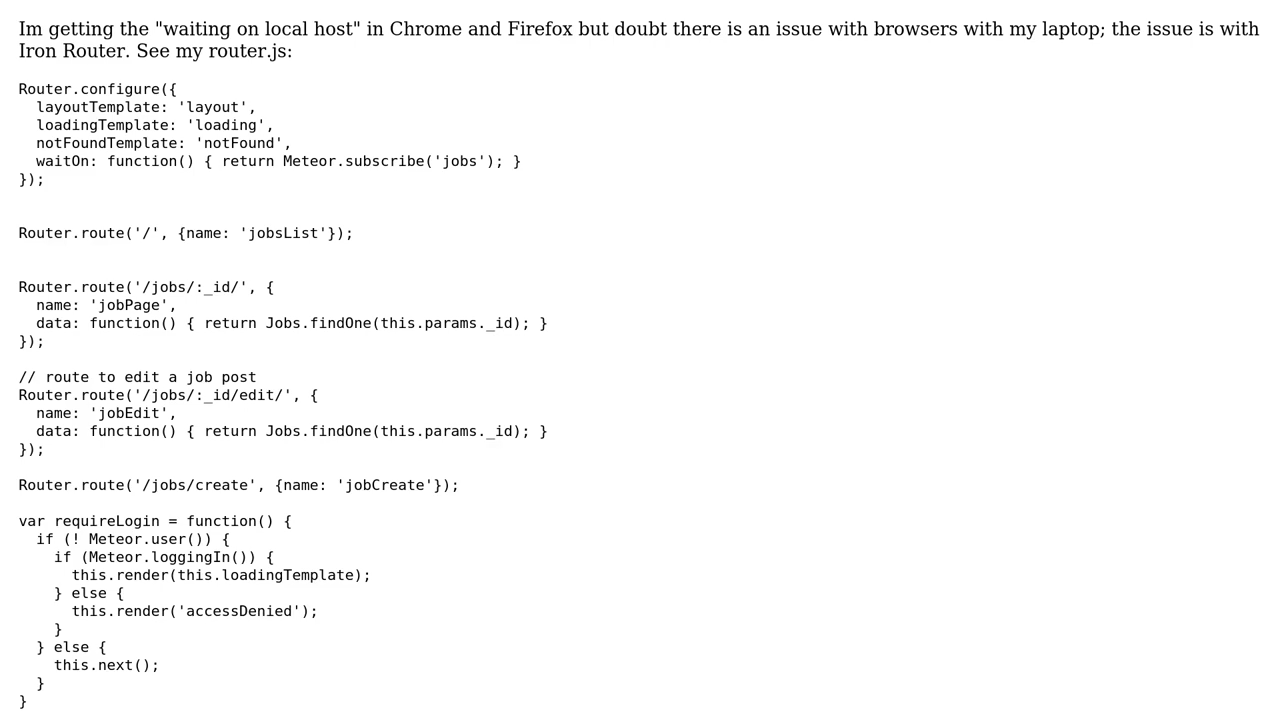 Im getting the "waiting on local host" in Chrome and Firefox but doubt there is an issue with browsers with my laptop; the issue is with
Iron Router. See my router.js:
Router.configure({
  layoutTemplate: 'layout',
  loadingTemplate: 'loading',
  notFoundTemplate: 'notFound',
  waitOn: function() { return Meteor.subscribe('jobs'); }
});
Router.route('/', {name: 'jobsList'});
Router.route('/jobs/:_id/', {
  name: 'jobPage',
  data: function() { return Jobs.findOne(this.params._id); }
});
// route to edit a job post
Router.route('/jobs/:_id/edit/', {
  name: 'jobEdit',
  data: function() { return Jobs.findOne(this.params._id); }
});
Router.route('/jobs/create', {name: 'jobCreate'});
var requireLogin = function() {
  if (! Meteor.user()) {
    if (Meteor.loggingIn()) {
      this.render(this.loadingTemplate);
    } else {
      this.render('accessDenied');
    }
  } else {
    this.next();
  }
}